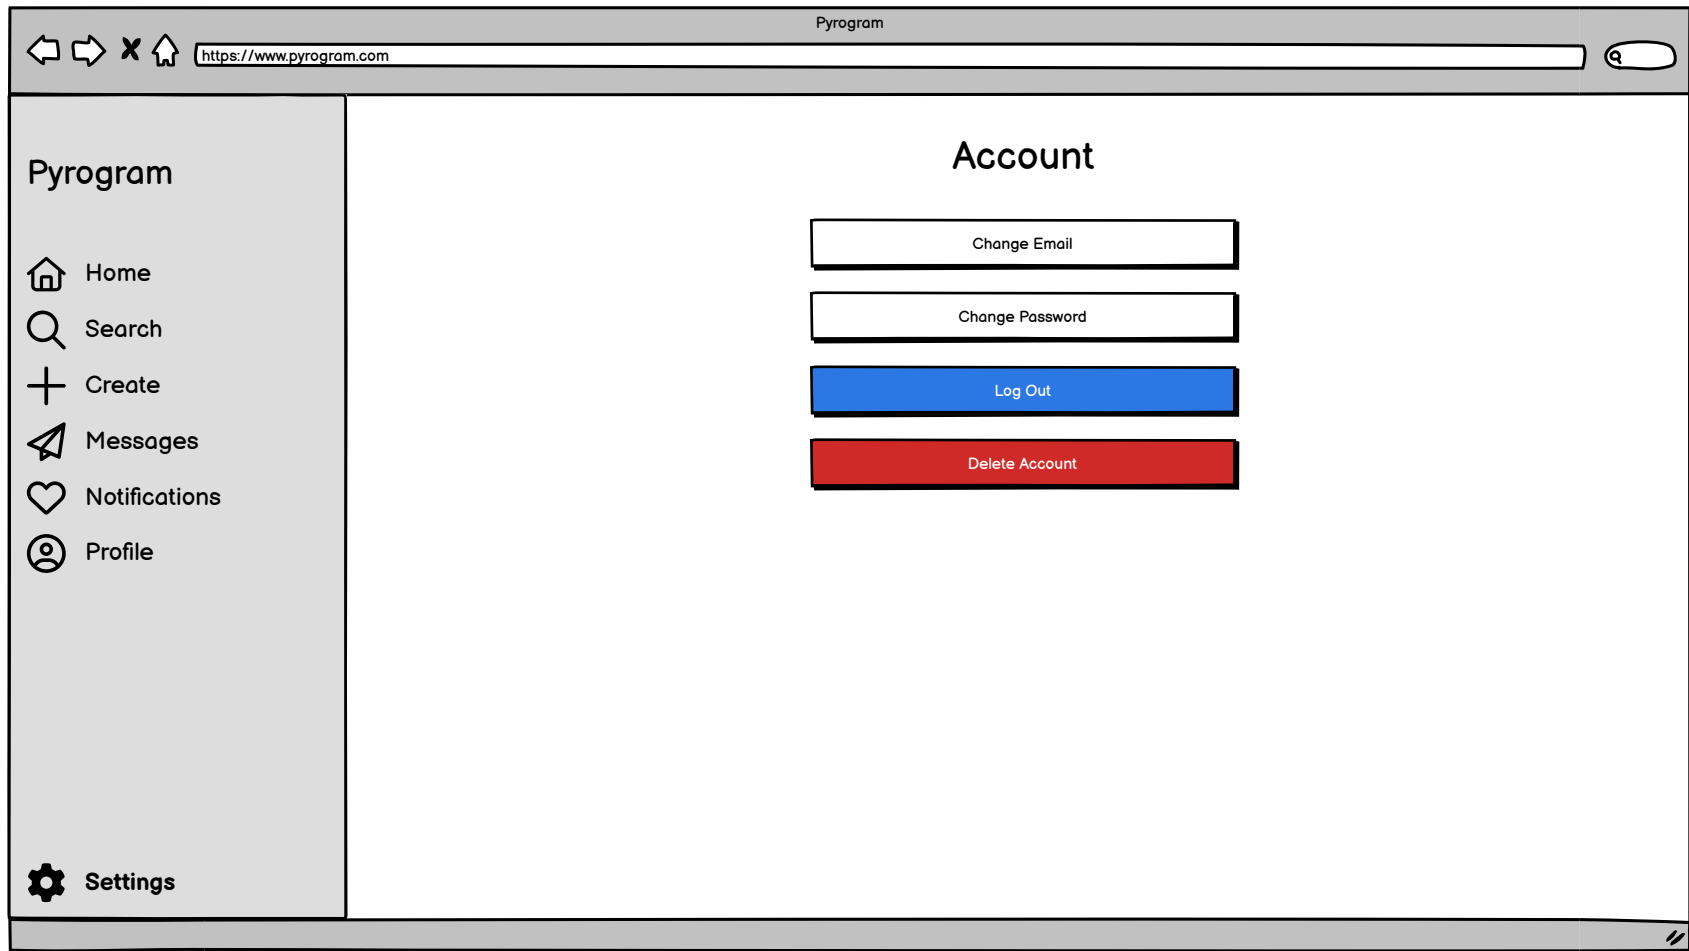 Pyrogram
https://www.pyrogram.com
Pyrogram
Home
Search
Create
Messages
Notifications
Profile
Settings
Account
Change Email
Change Password
Log Out
Delete Account